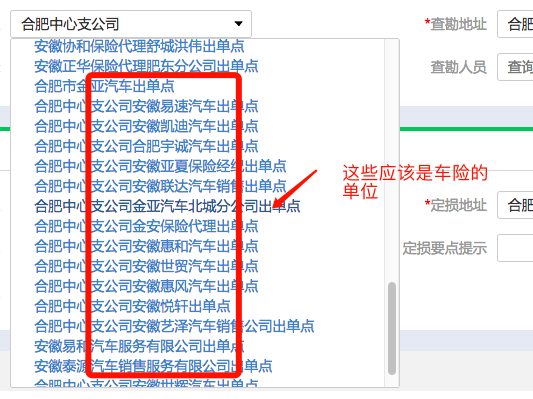 合肥中心支公司
*查勘地址
合肥
安徽协和保险代理舒城洪伟出单点
安徽正华保险代理肥东分公司出单点
查勘人员
查询
合肥市金亚汽车出单点
合肥中心支公司安徽易速汽车出单点
合肥中心支公司安徽凯迪汽车出单点
合肥中心支公司合肥宇诚汽车出单点
合肥中心支公司安徽亚夏保险经纪出单点
合肥中心支公司安徽联达汽车销售出单点
合肥中心支公司金亚汽车北城分公司出单点
合肥中心支公司金安保险代理出单点
合肥中心支公司安徽惠和汽车出单点
合肥中心支公司安徽世贸汽车出单点
合肥中心支公司安徽惠风汽车出单点
合肥中心支公司安徽悦轩出单点
合肥中心支公司安徽艺泽汽车销售公司出单点
安徽易和汽车服务有限公司出单点
安徽泰源汽车销售服务有限公司出单点
合肥中心支公司安徽世辉汽车出单点
这些应该是车险的
单位
*定损地址
合肥
定损要点提示